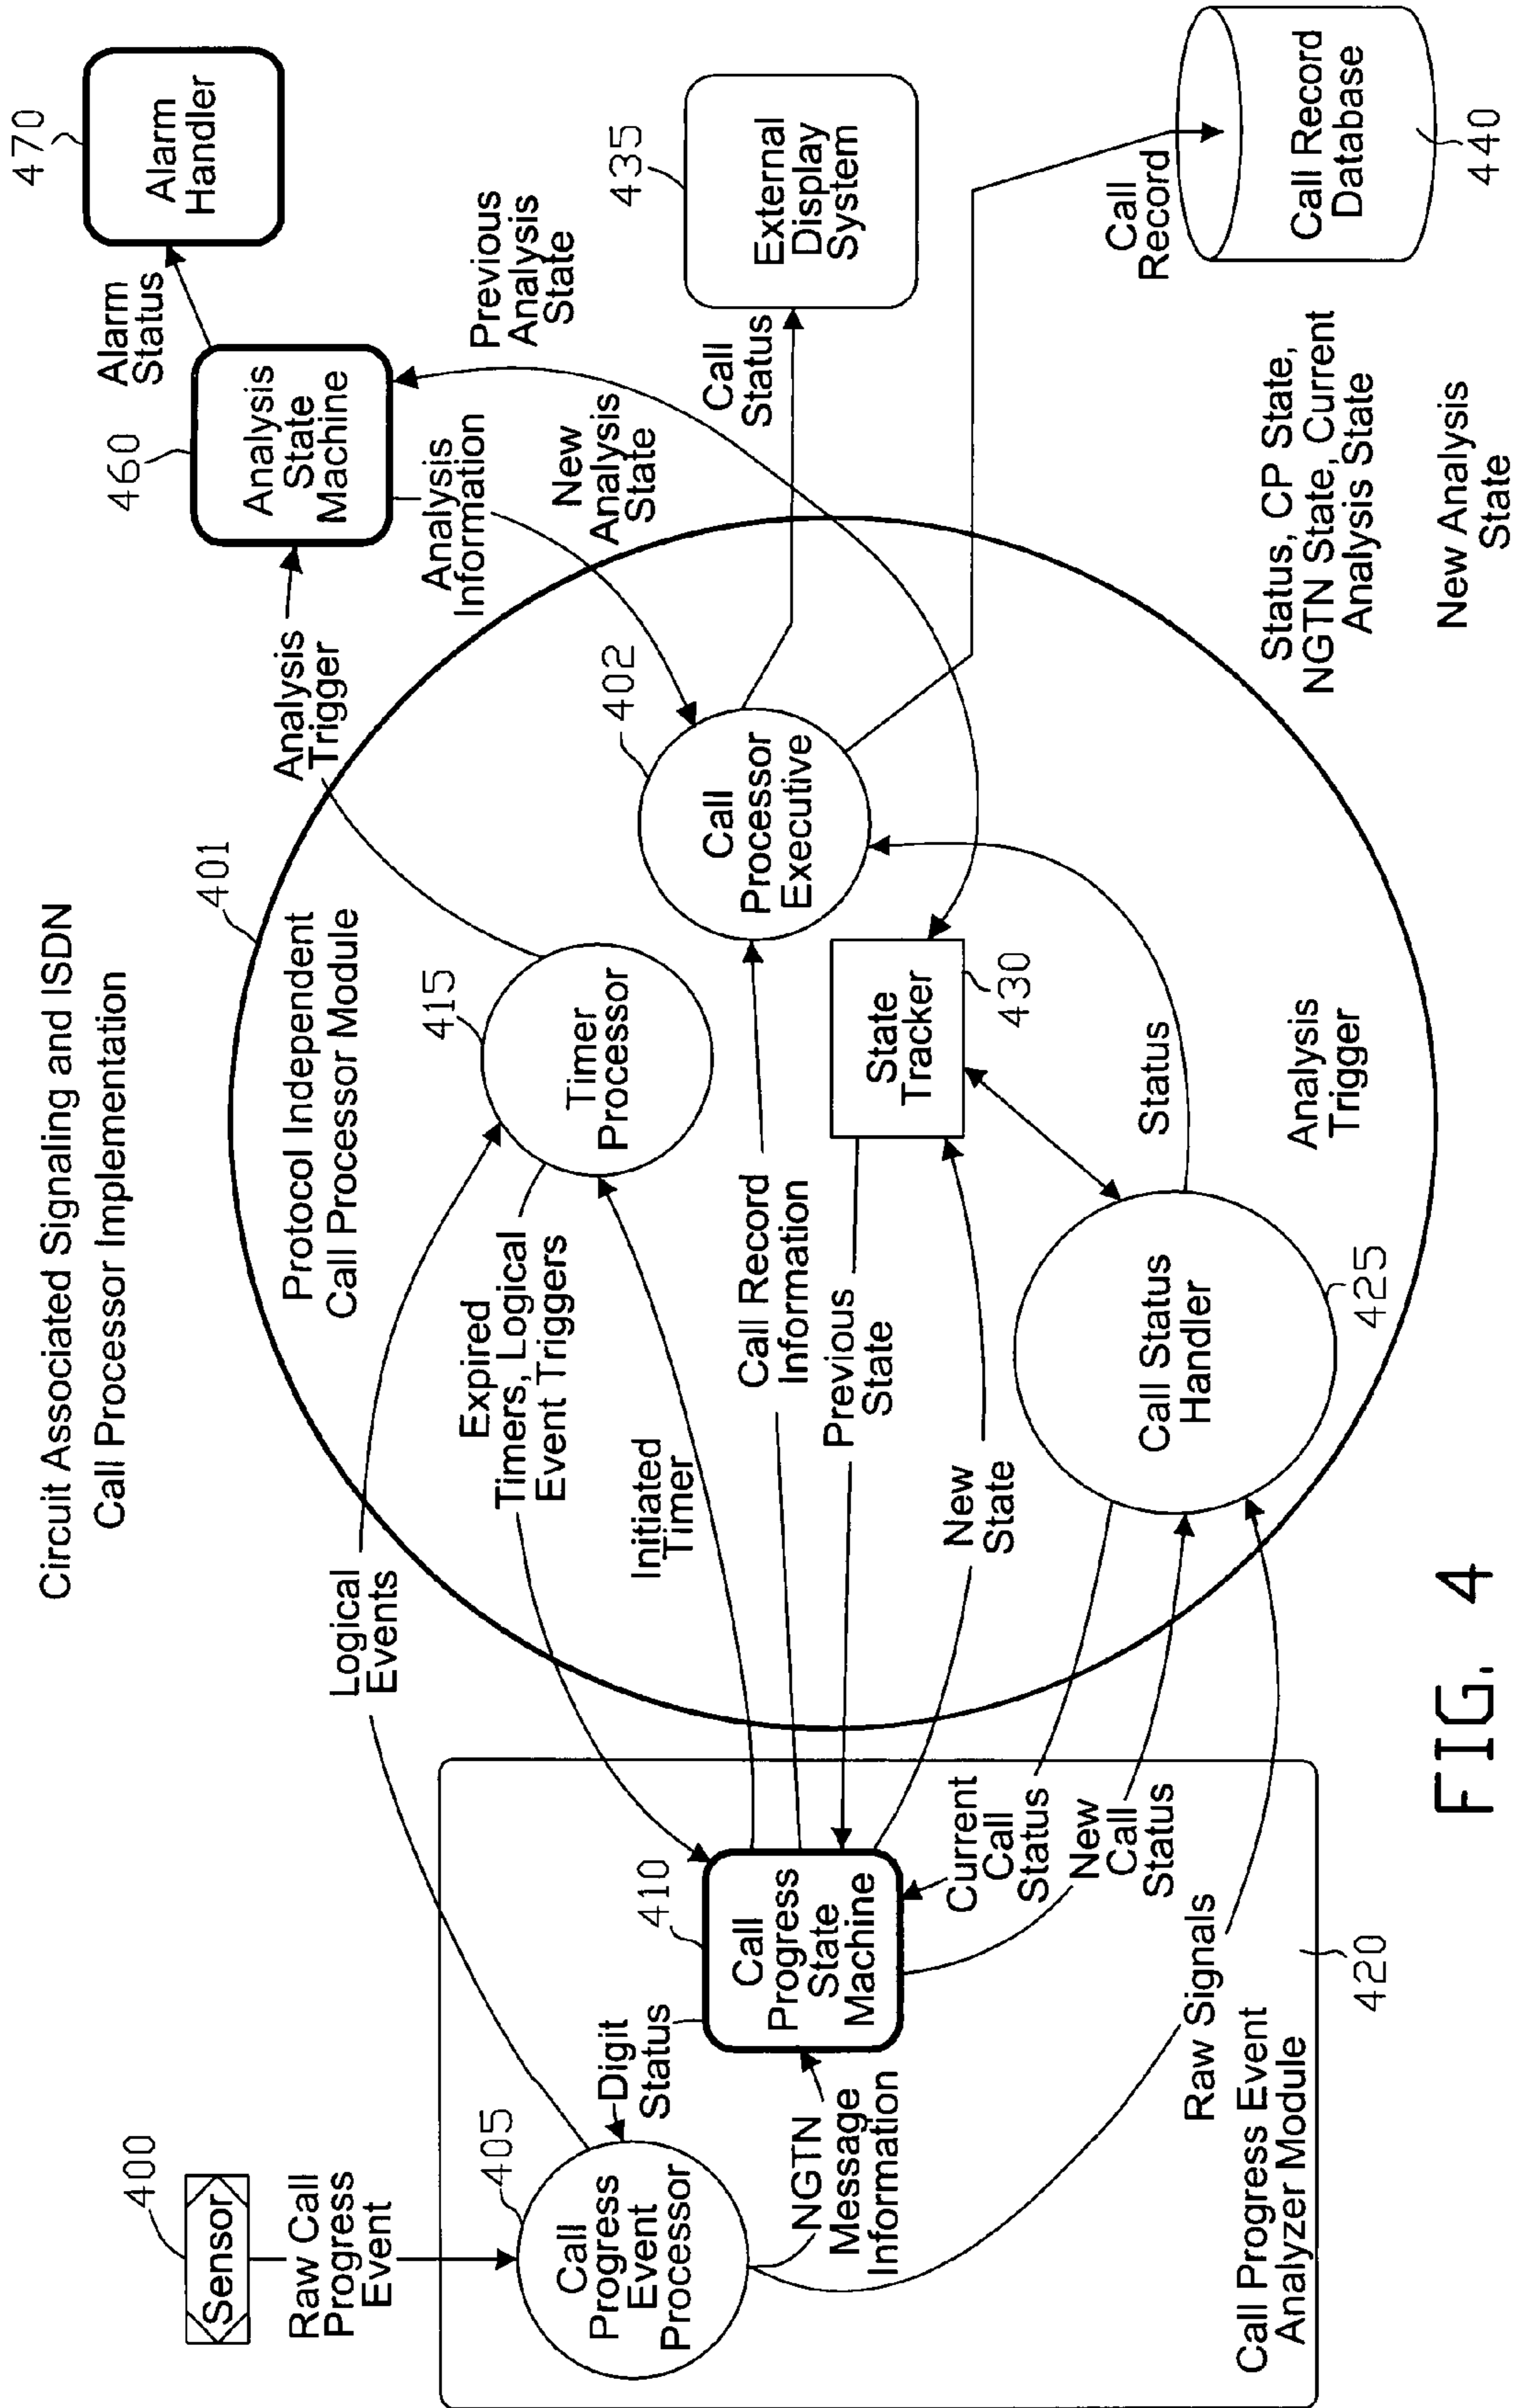 Circuit Associated Signaling and ISDN
Call Processor Implementation
400
Sensor
Raw Call
Progress
Event
405
Call
Progress
Event
Processor
Digit
Status
NGTN
Message
Information
410
Call
Progress
State
Machine
Current
Call
Status
New
Call
Status
Raw Signals
Call Progress Event
Analyzer Module
420
Logical
Events
401
Protocol Independent
Call Processor Module
Expired
Timers, Logical
Event Triggers
Initiated
Timer
415
Timer
Processor
Call Record
Information
Previous
State
New
State
State
Tracker
430
Call Status
Handler
425
Status
Analysis
Trigger
402
Call
Processor
Executive
Analysis
Trigger
460
Analysis
State
Machine
Analysis
Information
New
Analysis
State
Previous
Analysis
State
Alarm
Status
470
Alarm
Handler
Call
Status
435
External
Display
System
Call
Record
Call Record
Database
440
Status, CP State,
NGTN State, Current
Analysis State
New Analysis
State
FIG. 4